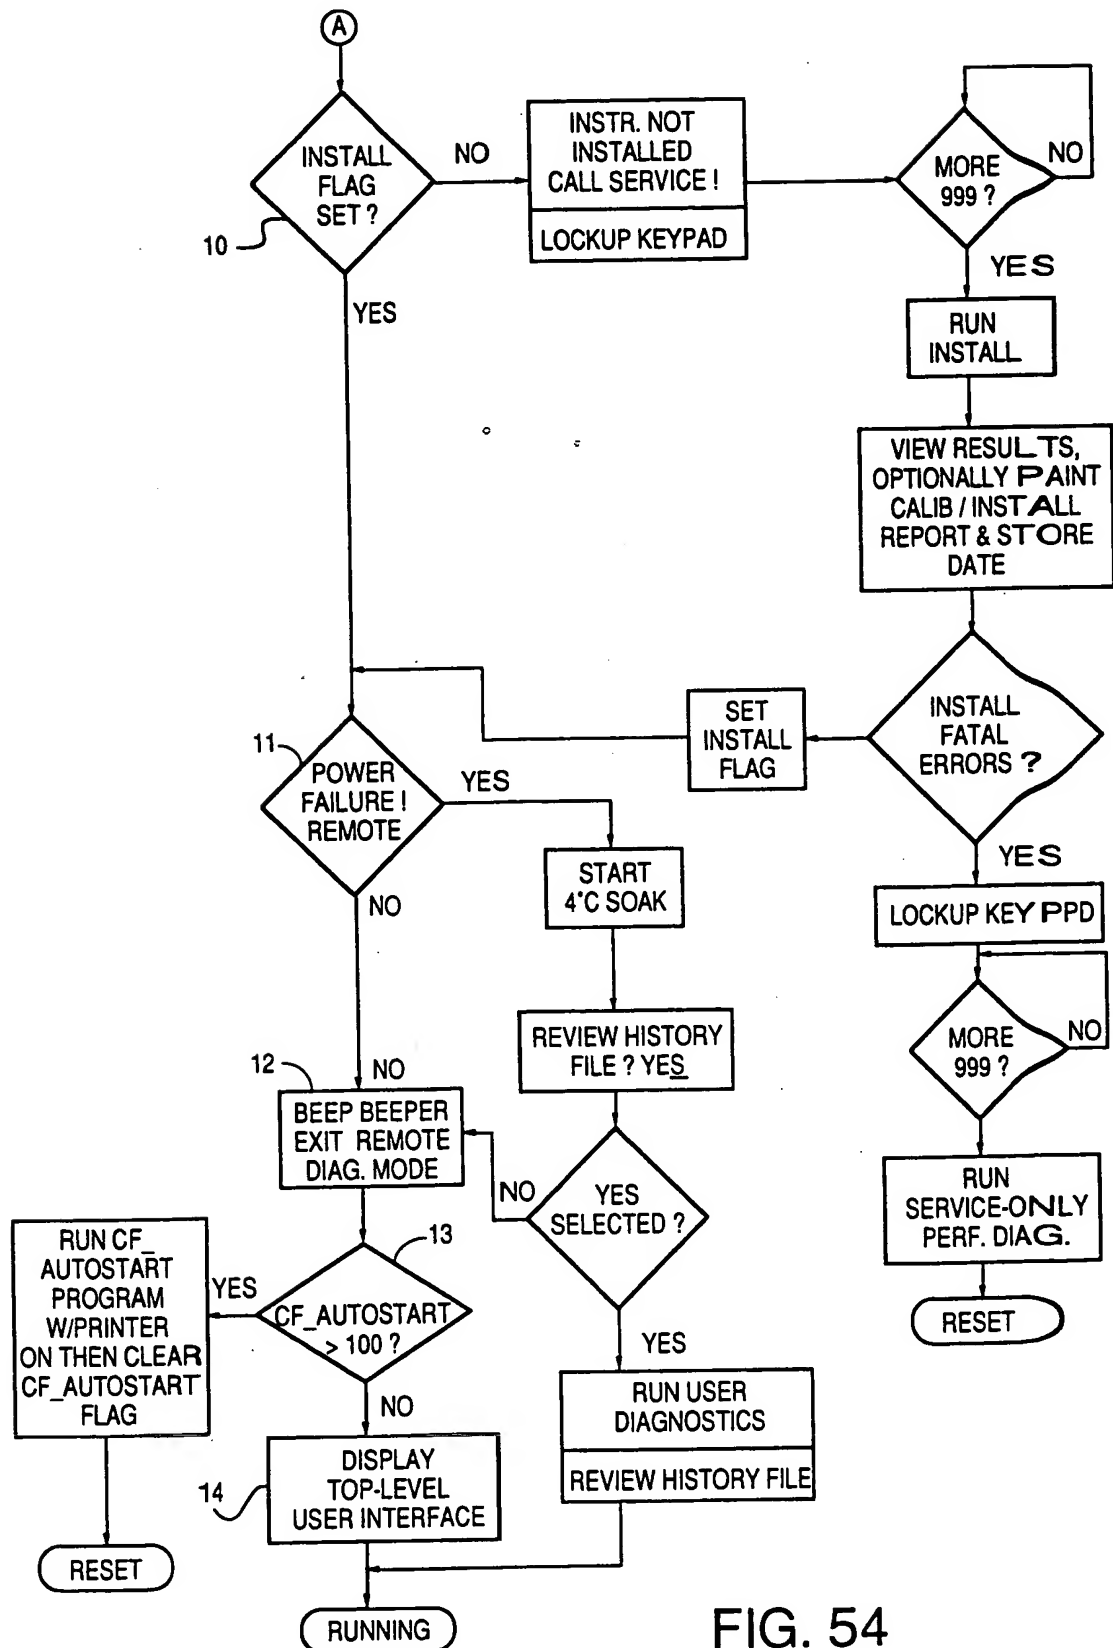 A
INSTALL
FLAG
SET ?
10
NO
INSTR. NOT
INSTALLED
CALL SERVICE !
LOCKUP KEYPAD
MORE
999 ?
NO
YES
RUN
INSTALL
VIEW RESULTS,
OPTIONALLY PAINT
CALIB / INSTALL
REPORT & STORE
DATE
INSTALL
FATAL
ERRORS ?
SET
INSTALL
FLAG
YES
LOCKUP KEY PPD
MORE
999 ?
NO
RUN
SERVICE-ONLY
PERF. DIAG.
RESET
YES
11
POWER
FAILURE !
REMOTE
YES
START
4°C SOAK
REVIEW HISTORY
FILE ? YES
YES
SELECTED ?
NO
YES
RUN USER
DIAGNOSTICS
REVIEW HISTORY FILE
NO
NO
12
BEEP BEEPER
EXIT REMOTE
DIAG. MODE
13
CF_AUTOSTART
> 100 ?
YES
RUN CF_
AUTOSTART
PROGRAM
W/PRINTER
ON THEN CLEAR
CF_AUTOSTART
FLAG
RESET
NO
14
DISPLAY
TOP-LEVEL
USER INTERFACE
RUNNING
FIG. 54